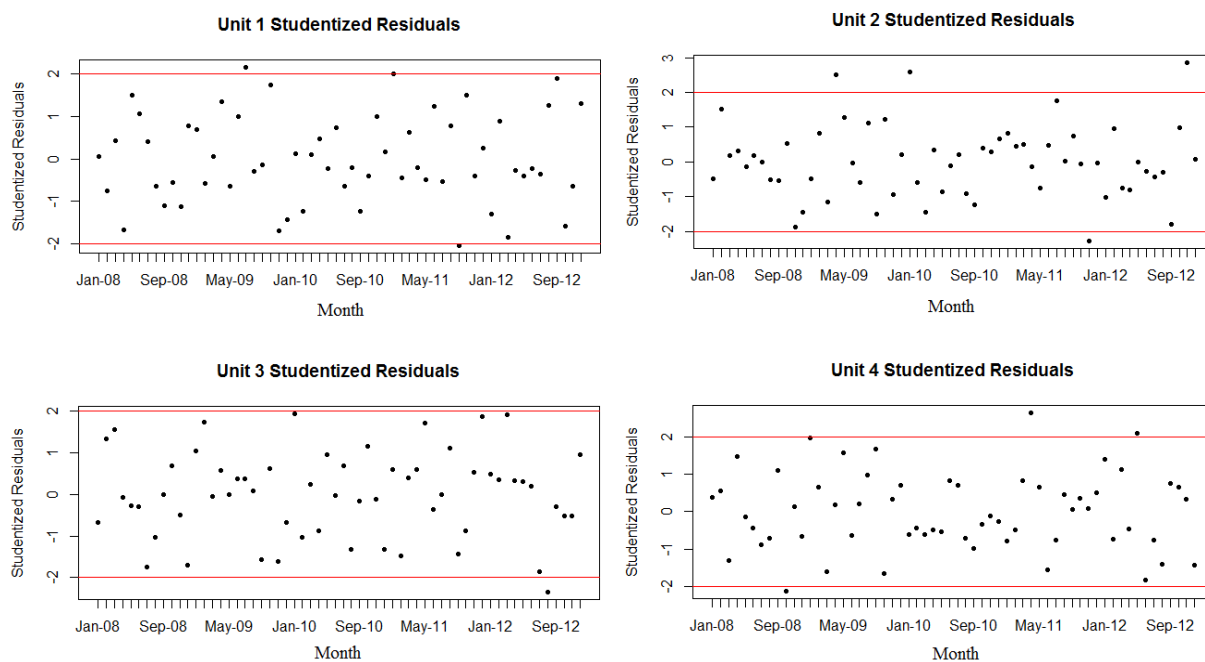 Unit 1 Studentized Residuals
Studentized Residuals
2
1
0
-1
-2
Jan-08 Sep-08 May-09 Jan-10 Sep-10 May-11 Jan-12 Sep-12
Month
Unit 2 Studentized Residuals
Studentized Residuals
3
2
1
0
-1
-2
Jan-08 Sep-08 May-09 Jan-10 Sep-10 May-11 Jan-12 Sep-12
Month
Unit 3 Studentized Residuals
Studentized Residuals
2
1
0
-1
-2
Jan-08 Sep-08 May-09 Jan-10 Sep-10 May-11 Jan-12 Sep-12
Month
Unit 4 Studentized Residuals
Studentized Residuals
2
1
0
-1
-2
Jan-08 Sep-08 May-09 Jan-10 Sep-10 May-11 Jan-12 Sep-12
Month